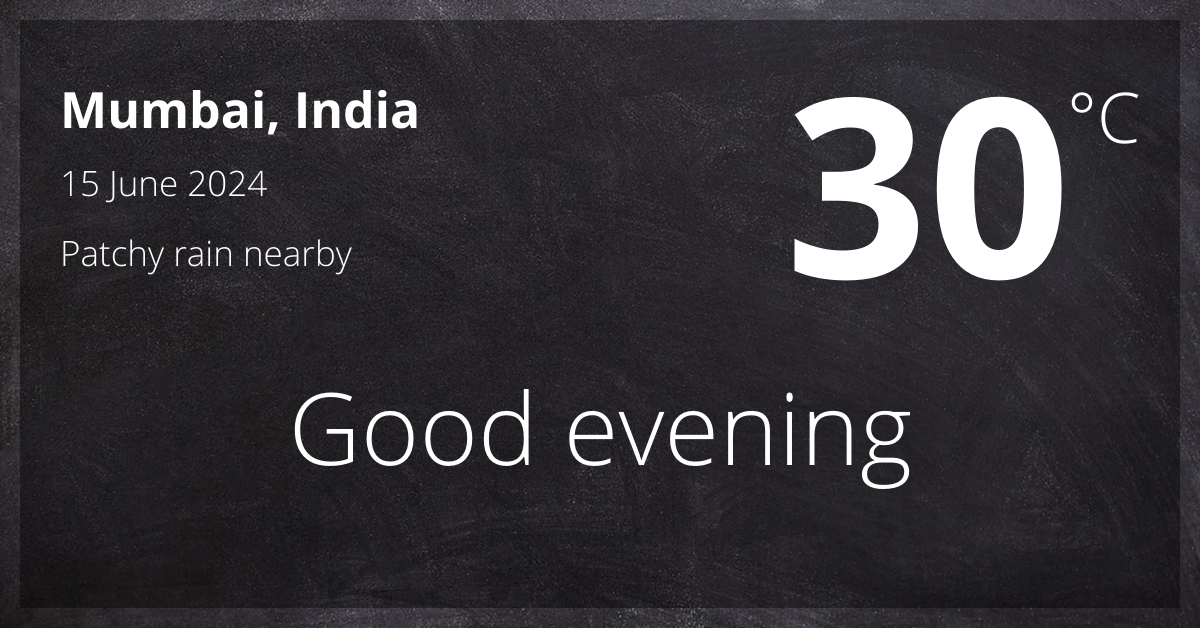 Mumbai, India
30 °C
15 June 2024
Patchy rain nearby
Good evening